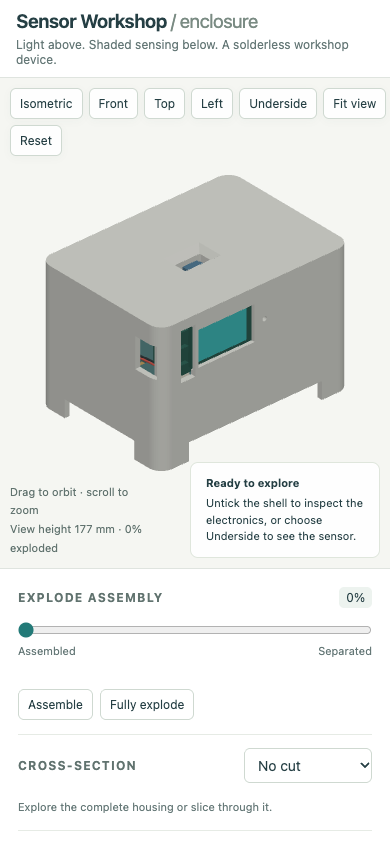 Sensor Workshop / enclosure
Light above. Shaded sensing below. A solderless workshop
device.
Isometric
Front
Top
Left
Underside
Fit view
Reset
Drag to orbit · scroll to
zoom
View height 177 mm · 0%
exploded
Ready to explore
Untick the shell to inspect the
electronics, or choose
Underside to see the sensor.
EXPLODE ASSEMBLY
0%
Assembled
Separated
Assemble
Fully explode
CROSS-SECTION
No cut
Explore the complete housing or slice through it.